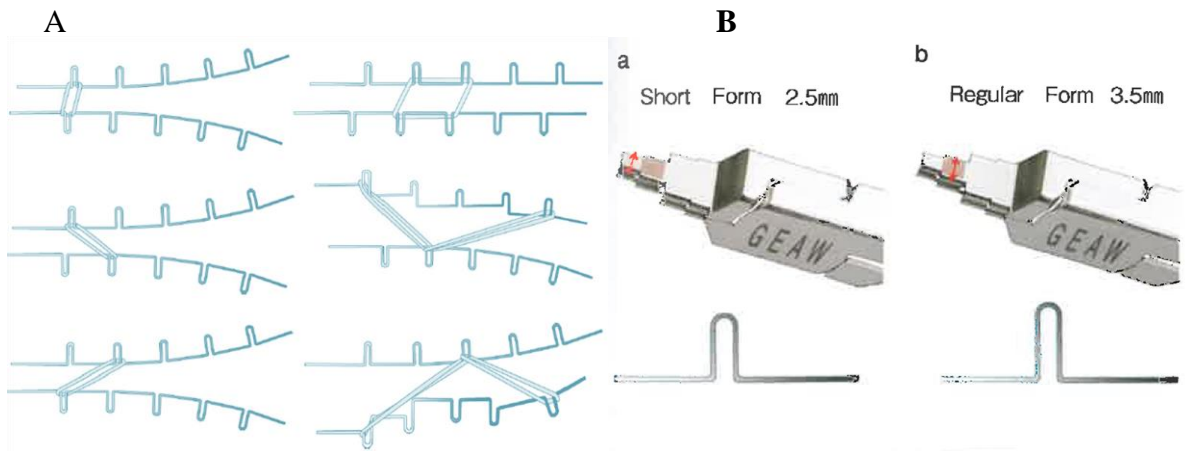 A
B
a
Short Form 2.5㎜
b
Regular Form 3.5㎜
GEAW
GEAW